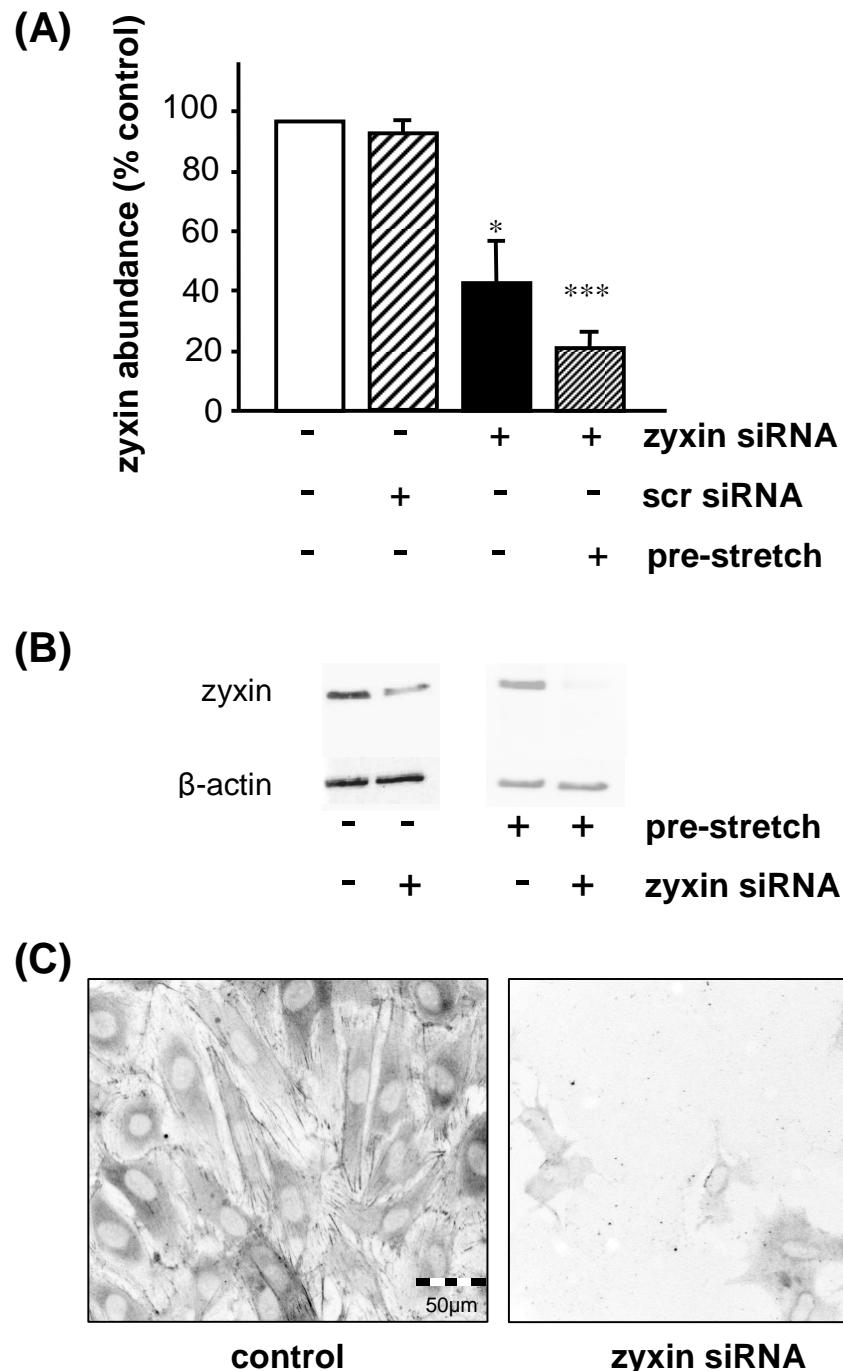 (A)
zyxin abundance (% control)
100
80
60
40
20
0
*
***
- - + + zyxin siRNA
- + - - scr siRNA
- - - + pre-stretch
(B)
zyxin
β-actin
- - + + pre-stretch
- + - + zyxin siRNA
(C)
50µm
control zyxin siRNA